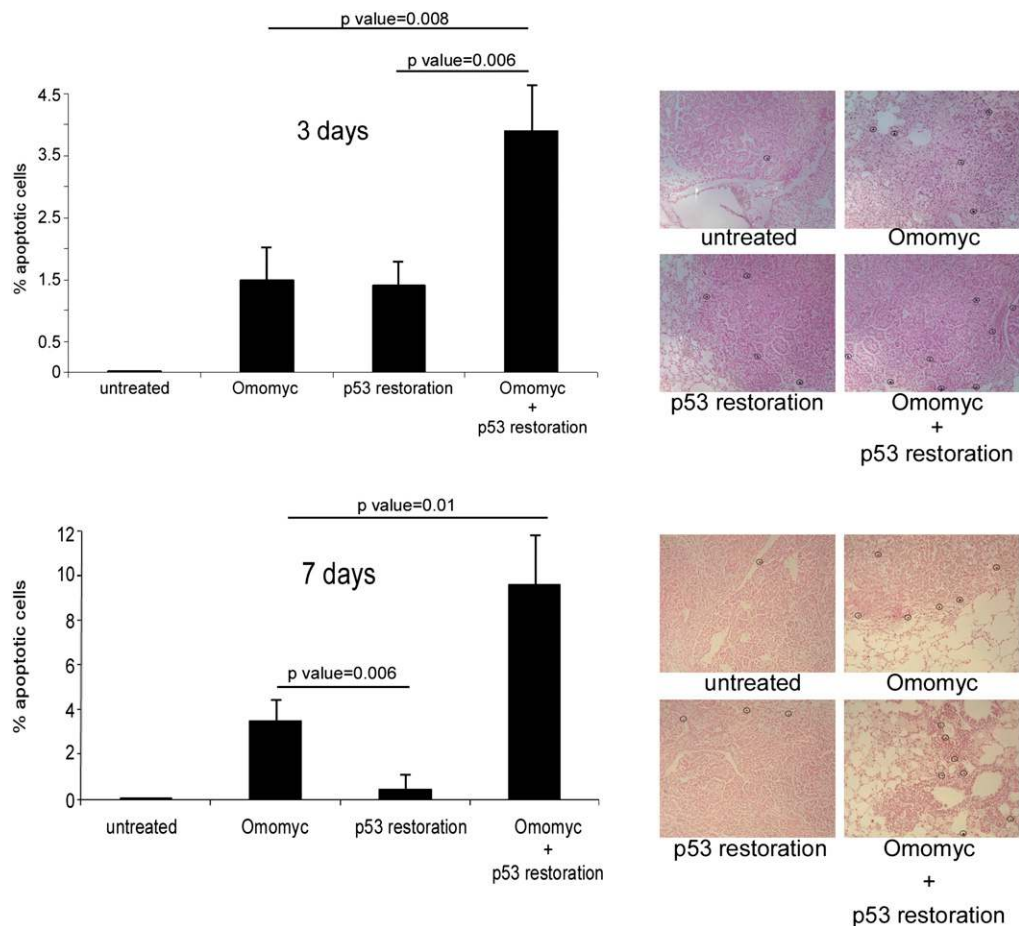 p value=0.008
p value=0.006
3 days
% apoptotic cells
4.5
3.5
2.5
1.5
0.5
0
untreated
Omomyc
p53 restoration
Omomyc
+
p53 restoration
untreated
Omomyc
p53 restoration
Omomyc
+
p53 restoration
p value=0.01
7 days
p value=0.006
% apoptotic cells
12
10
8
6
4
2
0
untreated
Omomyc
p53 restoration
Omomyc
+
p53 restoration
untreated
Omomyc
p53 restoration
Omomyc
+
p53 restoration